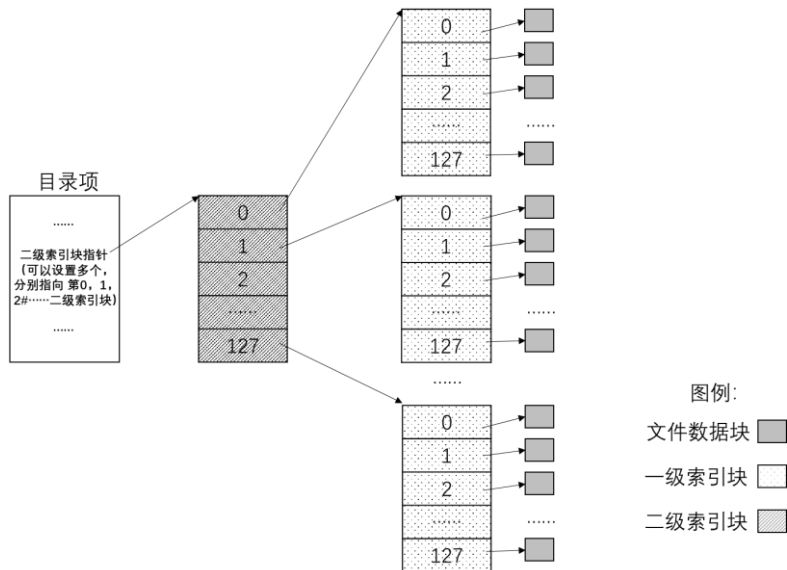 0
1
2
……
127
……
目录项
……
二级索引块指针
(可以设置多个，
分别指向 第0，1，
2#……二级索引块)
……
0
1
2
……
127
0
1
2
……
127
……
……
0
1
2
……
127
……
图例：
文件数据块
一级索引块
二级索引块